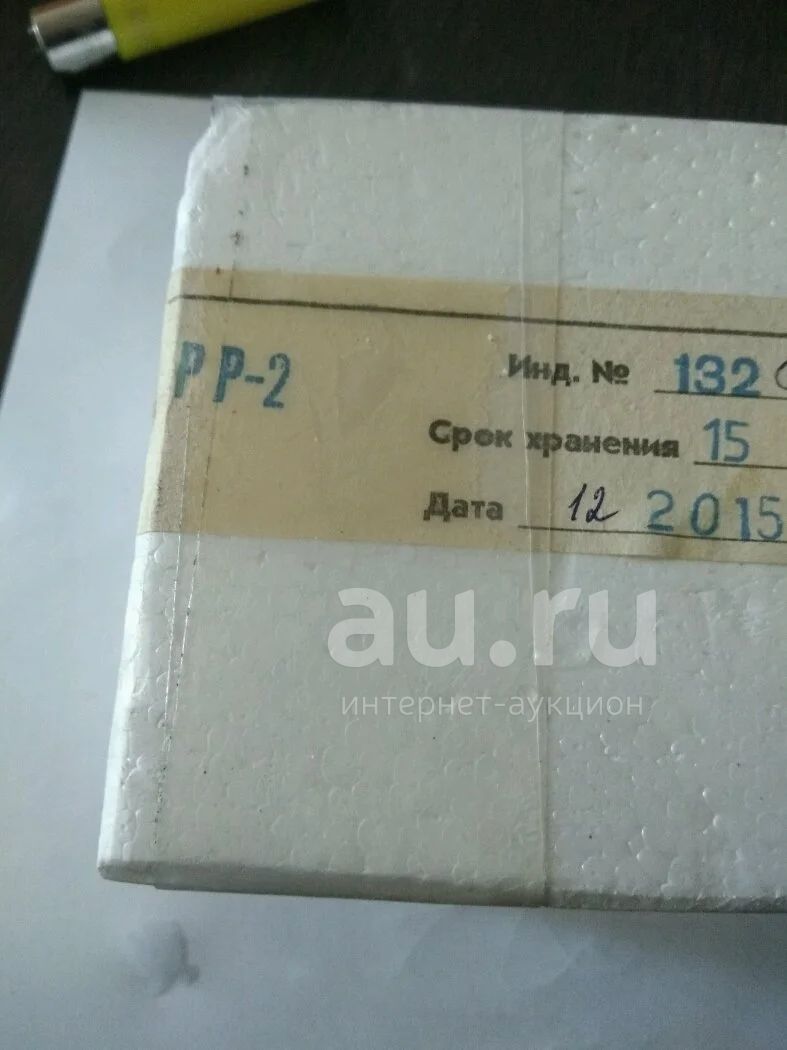 РР-2 Инд. № 132
Срок хранения 15
Дата 12 2015
au.ru
интернет-аукцион